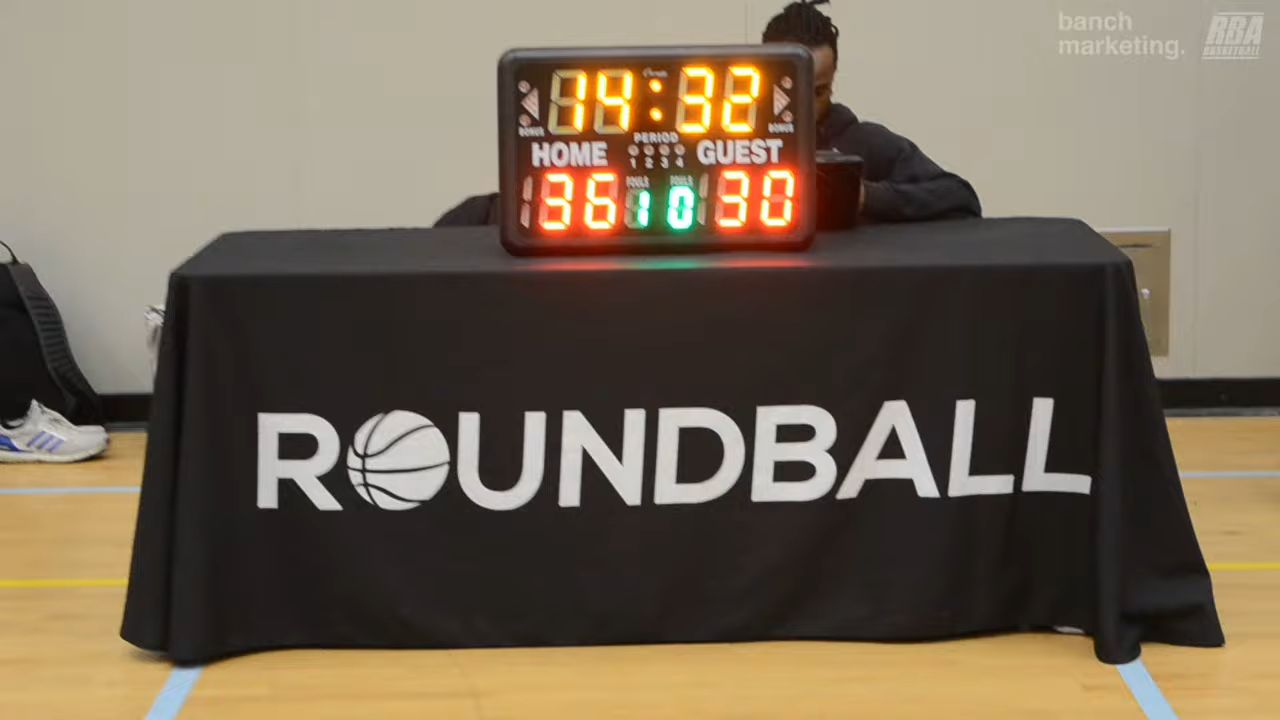 banch
marketing.
RBA
BASKETBALL
14:32
BONUS PERIOD BONUS
HOME 1 2 3 4 GUEST
FOULS FOULS
36 1 0 30
ROUNDBALL